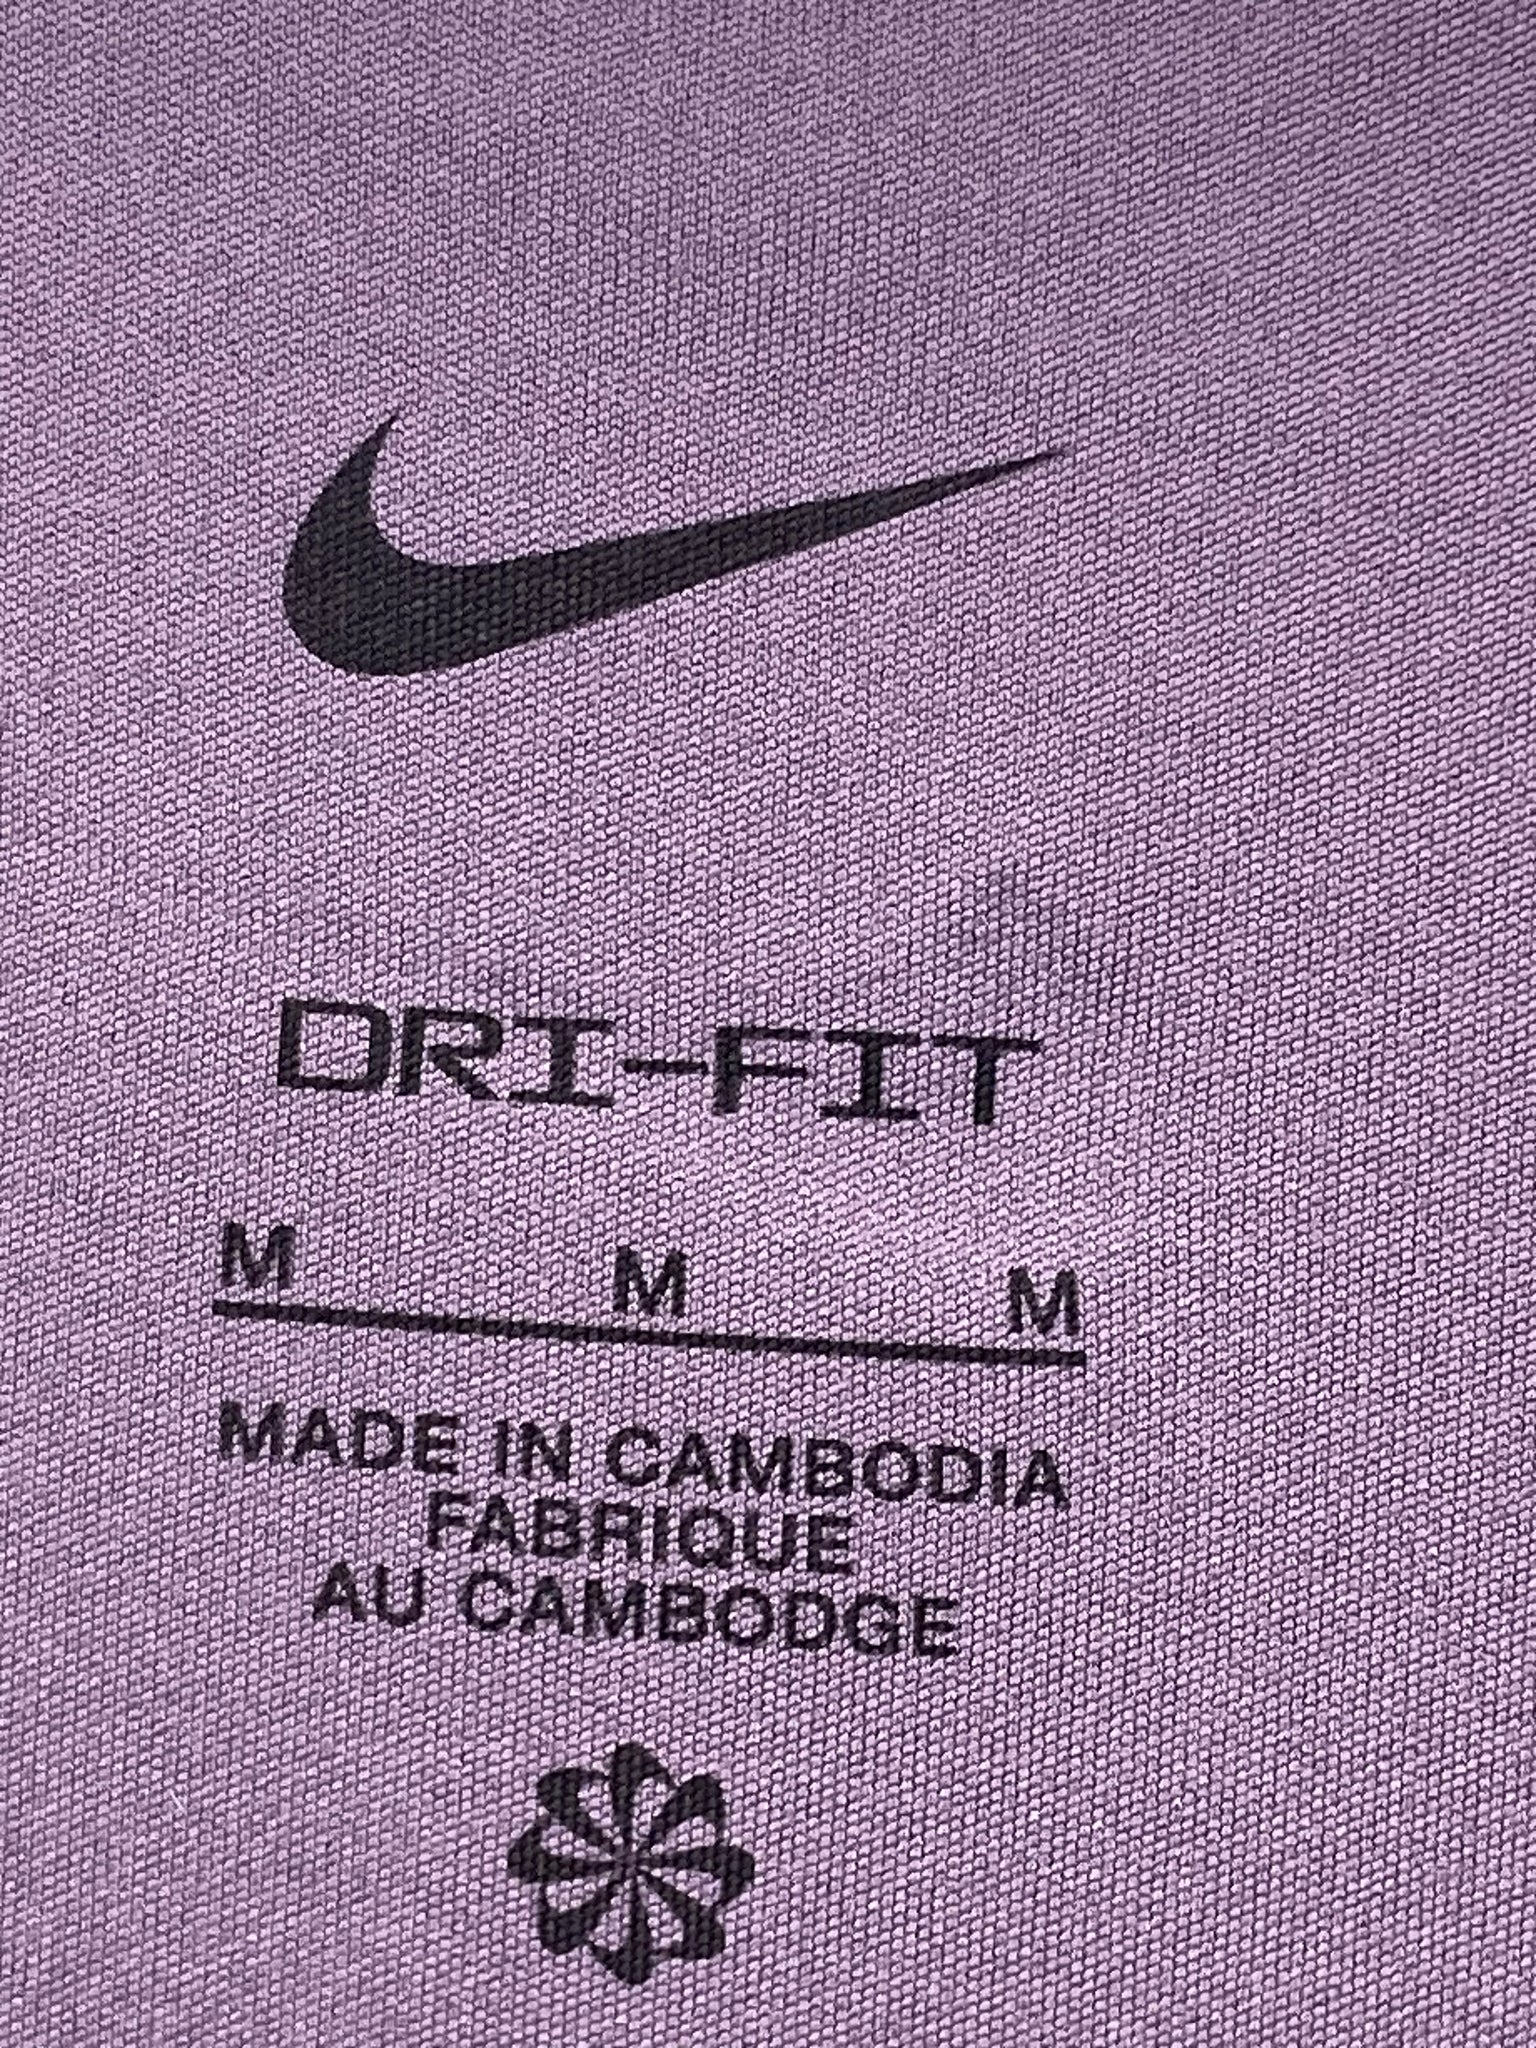 DRI-FIT
M M M
MADE IN CAMBODIA
FABRIQUE
AU CAMBODGE